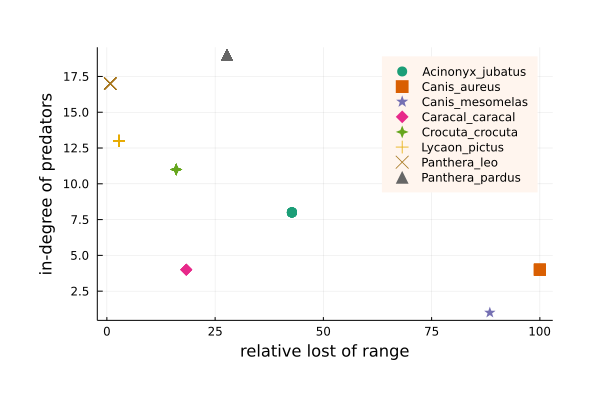 in-degree of predators
17.5
15.0
12.5
10.0
7.5
5.0
2.5
0
25
50
75
100
relative lost of range
Acinonyx_jubatus
Canis_aureus
Canis_mesomelas
Caracal_caracal
Crocuta_crocuta
Lycaon_pictus
Panthera_leo
Panthera_pardus